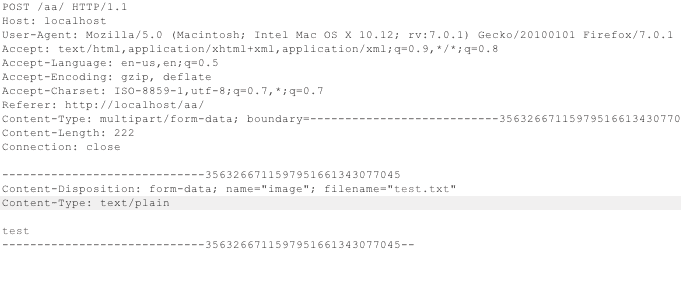 POST /aa/ HTTP/1.1
Host: localhost
User-Agent: Mozilla/5.0 (Macintosh; Intel Mac OS X 10.12; rv:7.0.1) Gecko/20100101 Firefox/7.0.1
Accept: text/html,application/xhtml+xml,application/xml;q=0.9,*/*;q=0.8
Accept-Language: en-us,en;q=0.5
Accept-Encoding: gzip, deflate
Accept-Charset: ISO-8859-1,utf-8;q=0.7,*;q=0.7
Referer: http://localhost/aa/
Content-Type: multipart/form-data; boundary=---------------------------35632667115979516613430770
Content-Length: 222
Connection: close

-----------------------------3563266711597951661343077045
Content-Disposition: form-data; name="image"; filename="test.txt"
Content-Type: text/plain

test
-----------------------------3563266711597951661343077045--